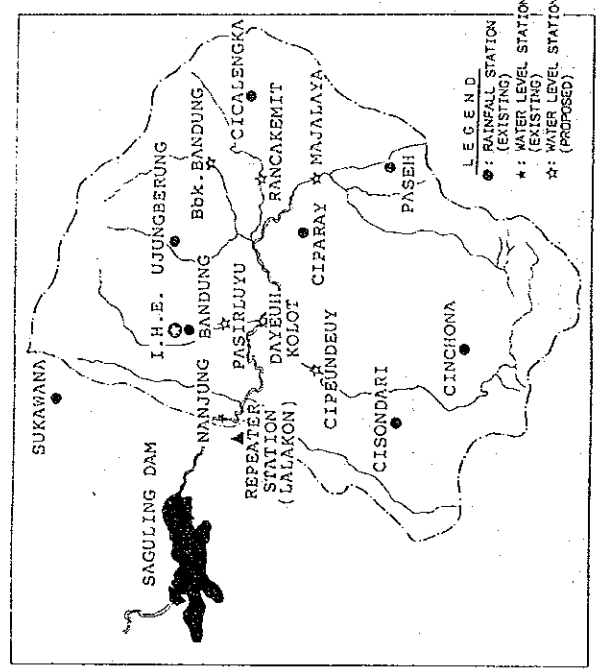 SUKAWANA
SAGULING DAM
NANJUNG
I.H.E.
UJUNGBERUNG
BANDUNG
Bbk. BANDUNG
CICALENGKA
REPEATER
STATION
(LALAKON)
PASIRLUYU
DAYEUH
KOLOT
RANCAKEMIT
CIPEUNDEUY
CIPARAY
MAJALAYA
CISONDARI
CINCHONA
PASEH
LEGEND
: RAINFALL STATION
(EXISTING)
: WATER LEVEL STATION
(EXISTING)
: WATER LEVEL STATION
(PROPOSED)